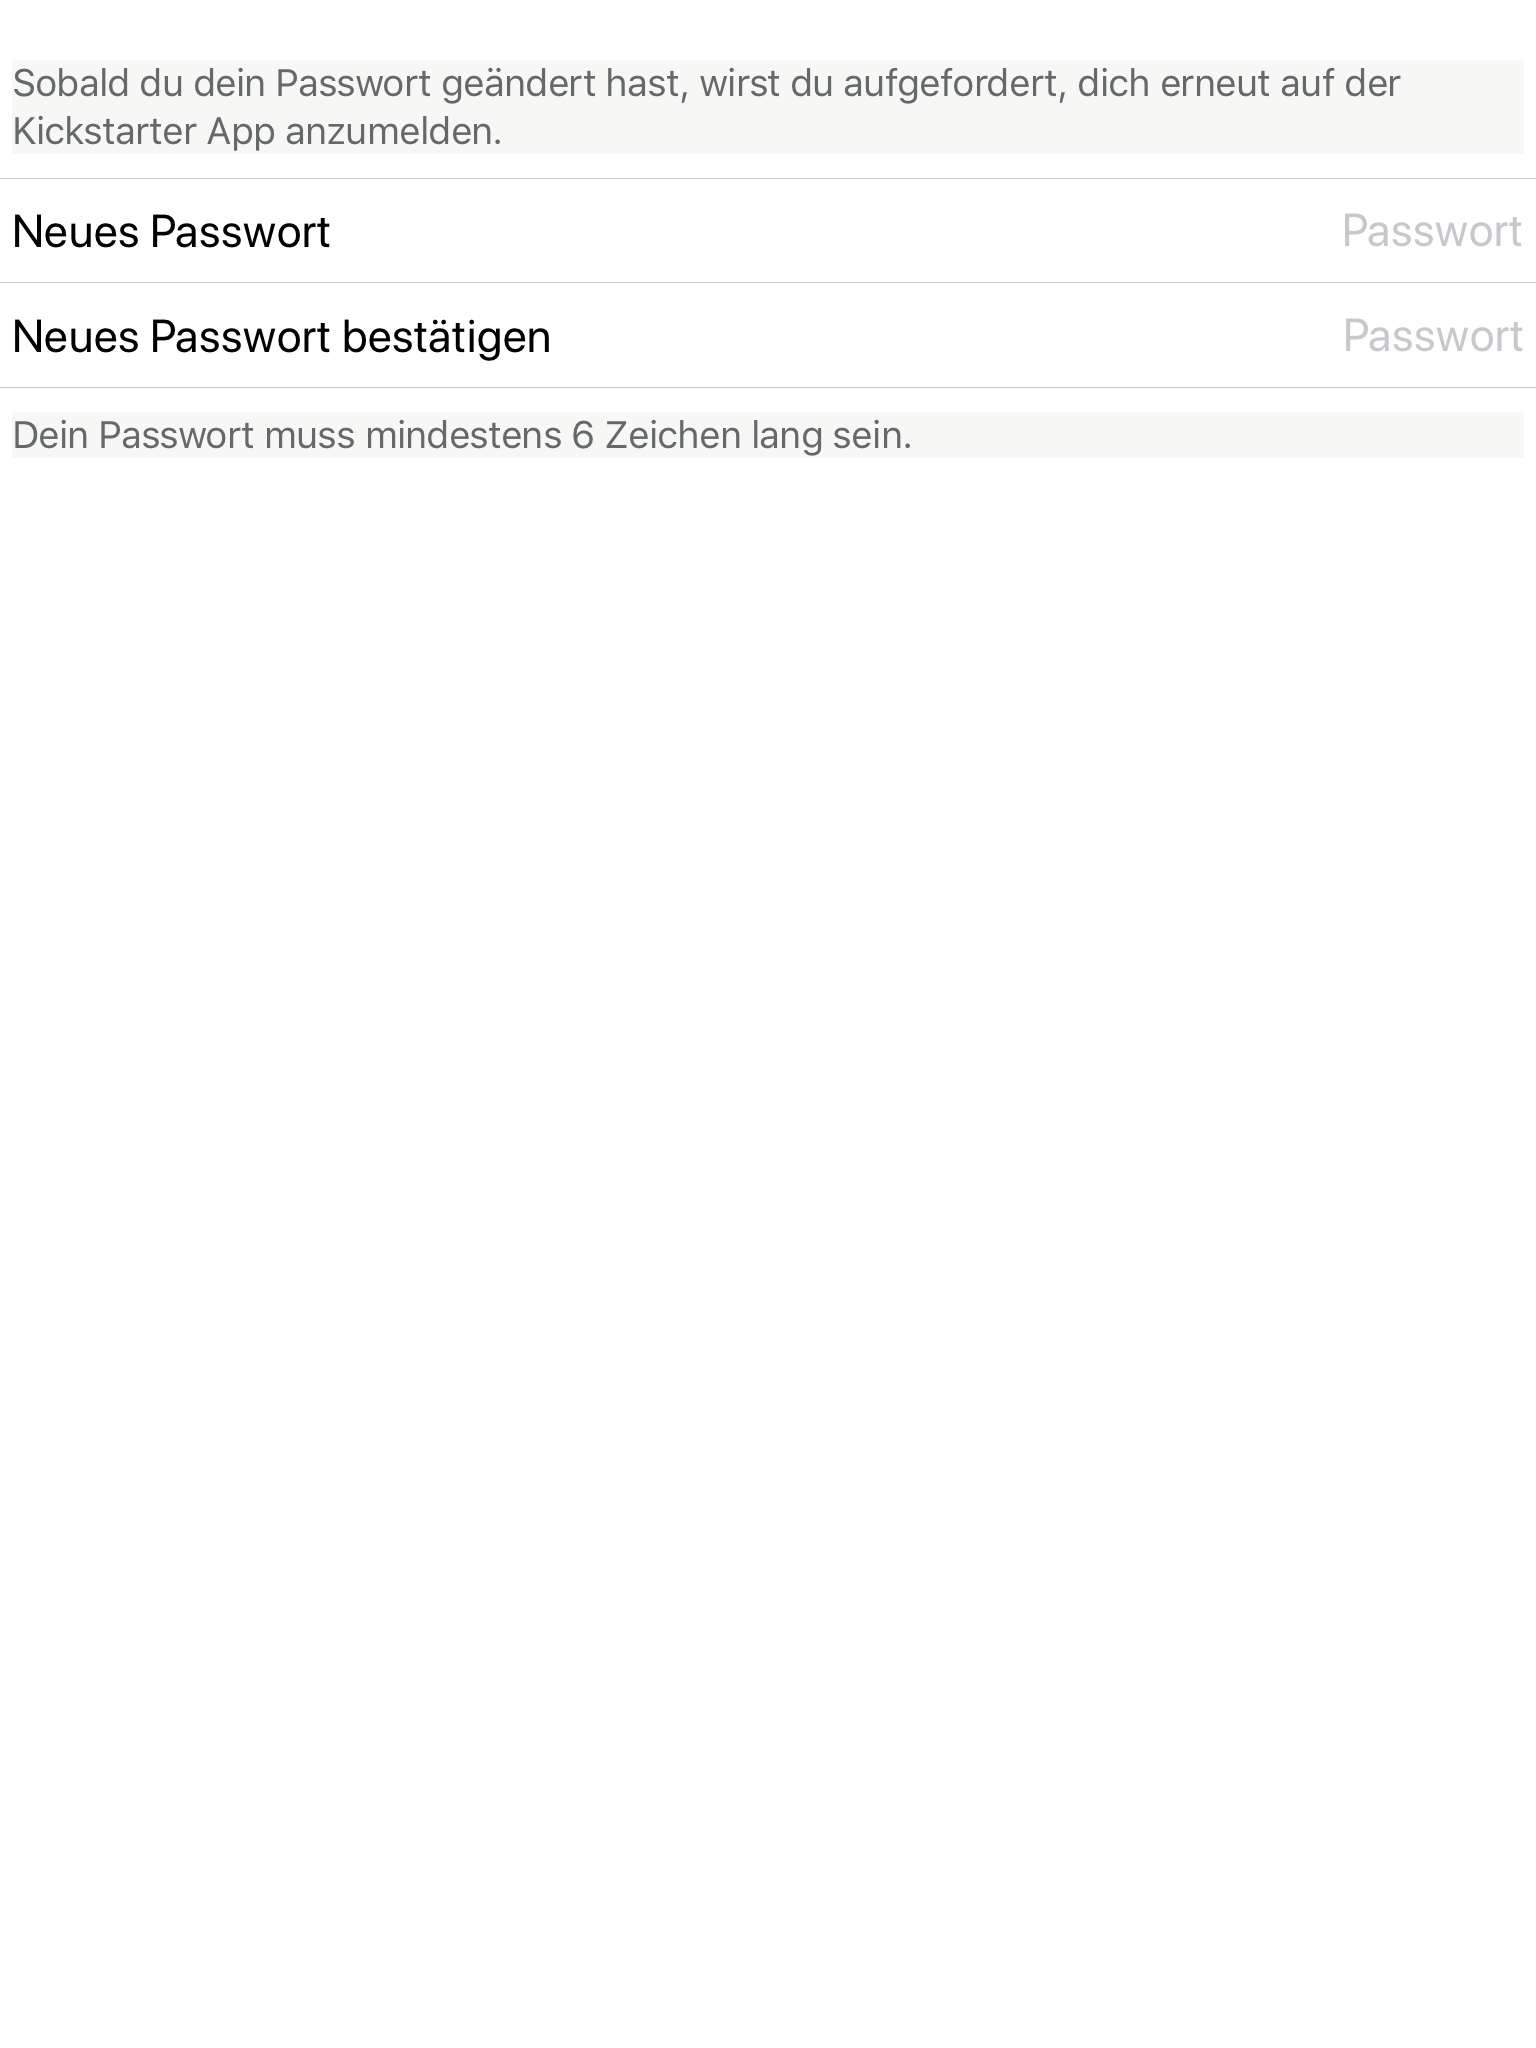 Sobald du dein Passwort geändert hast, wirst du aufgefordert, dich erneut auf der
Kickstarter App anzumelden.
Neues Passwort Passwort
Neues Passwort bestätigen Passwort
Dein Passwort muss mindestens 6 Zeichen lang sein.